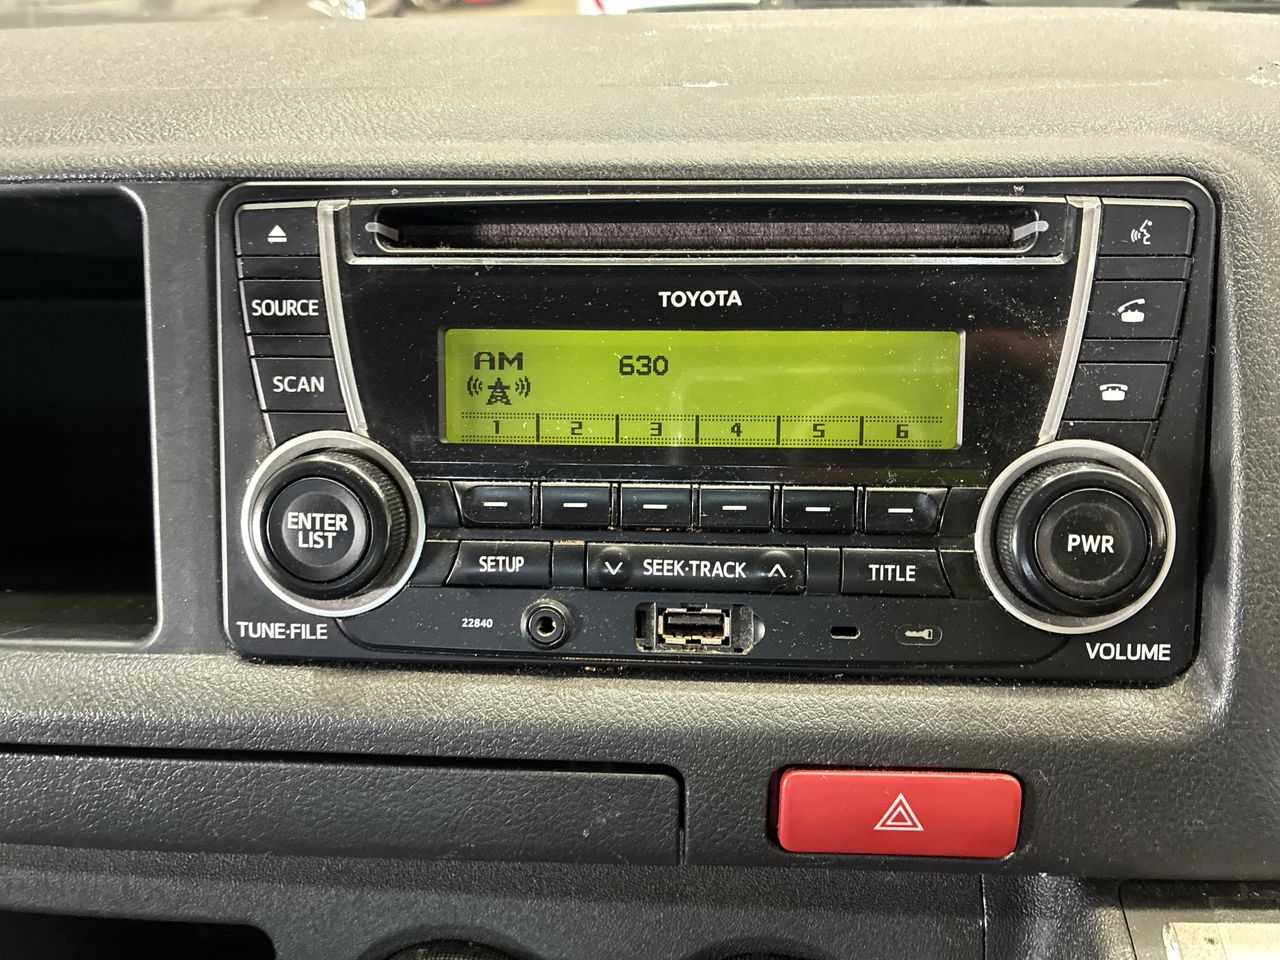 TOYOTA
SOURCE
SCAN
AM 630
1 2 3 4 5 6
ENTER
LIST
PWR
SETUP
SEEK·TRACK
TITLE
22840
TUNE·FILE
VOLUME